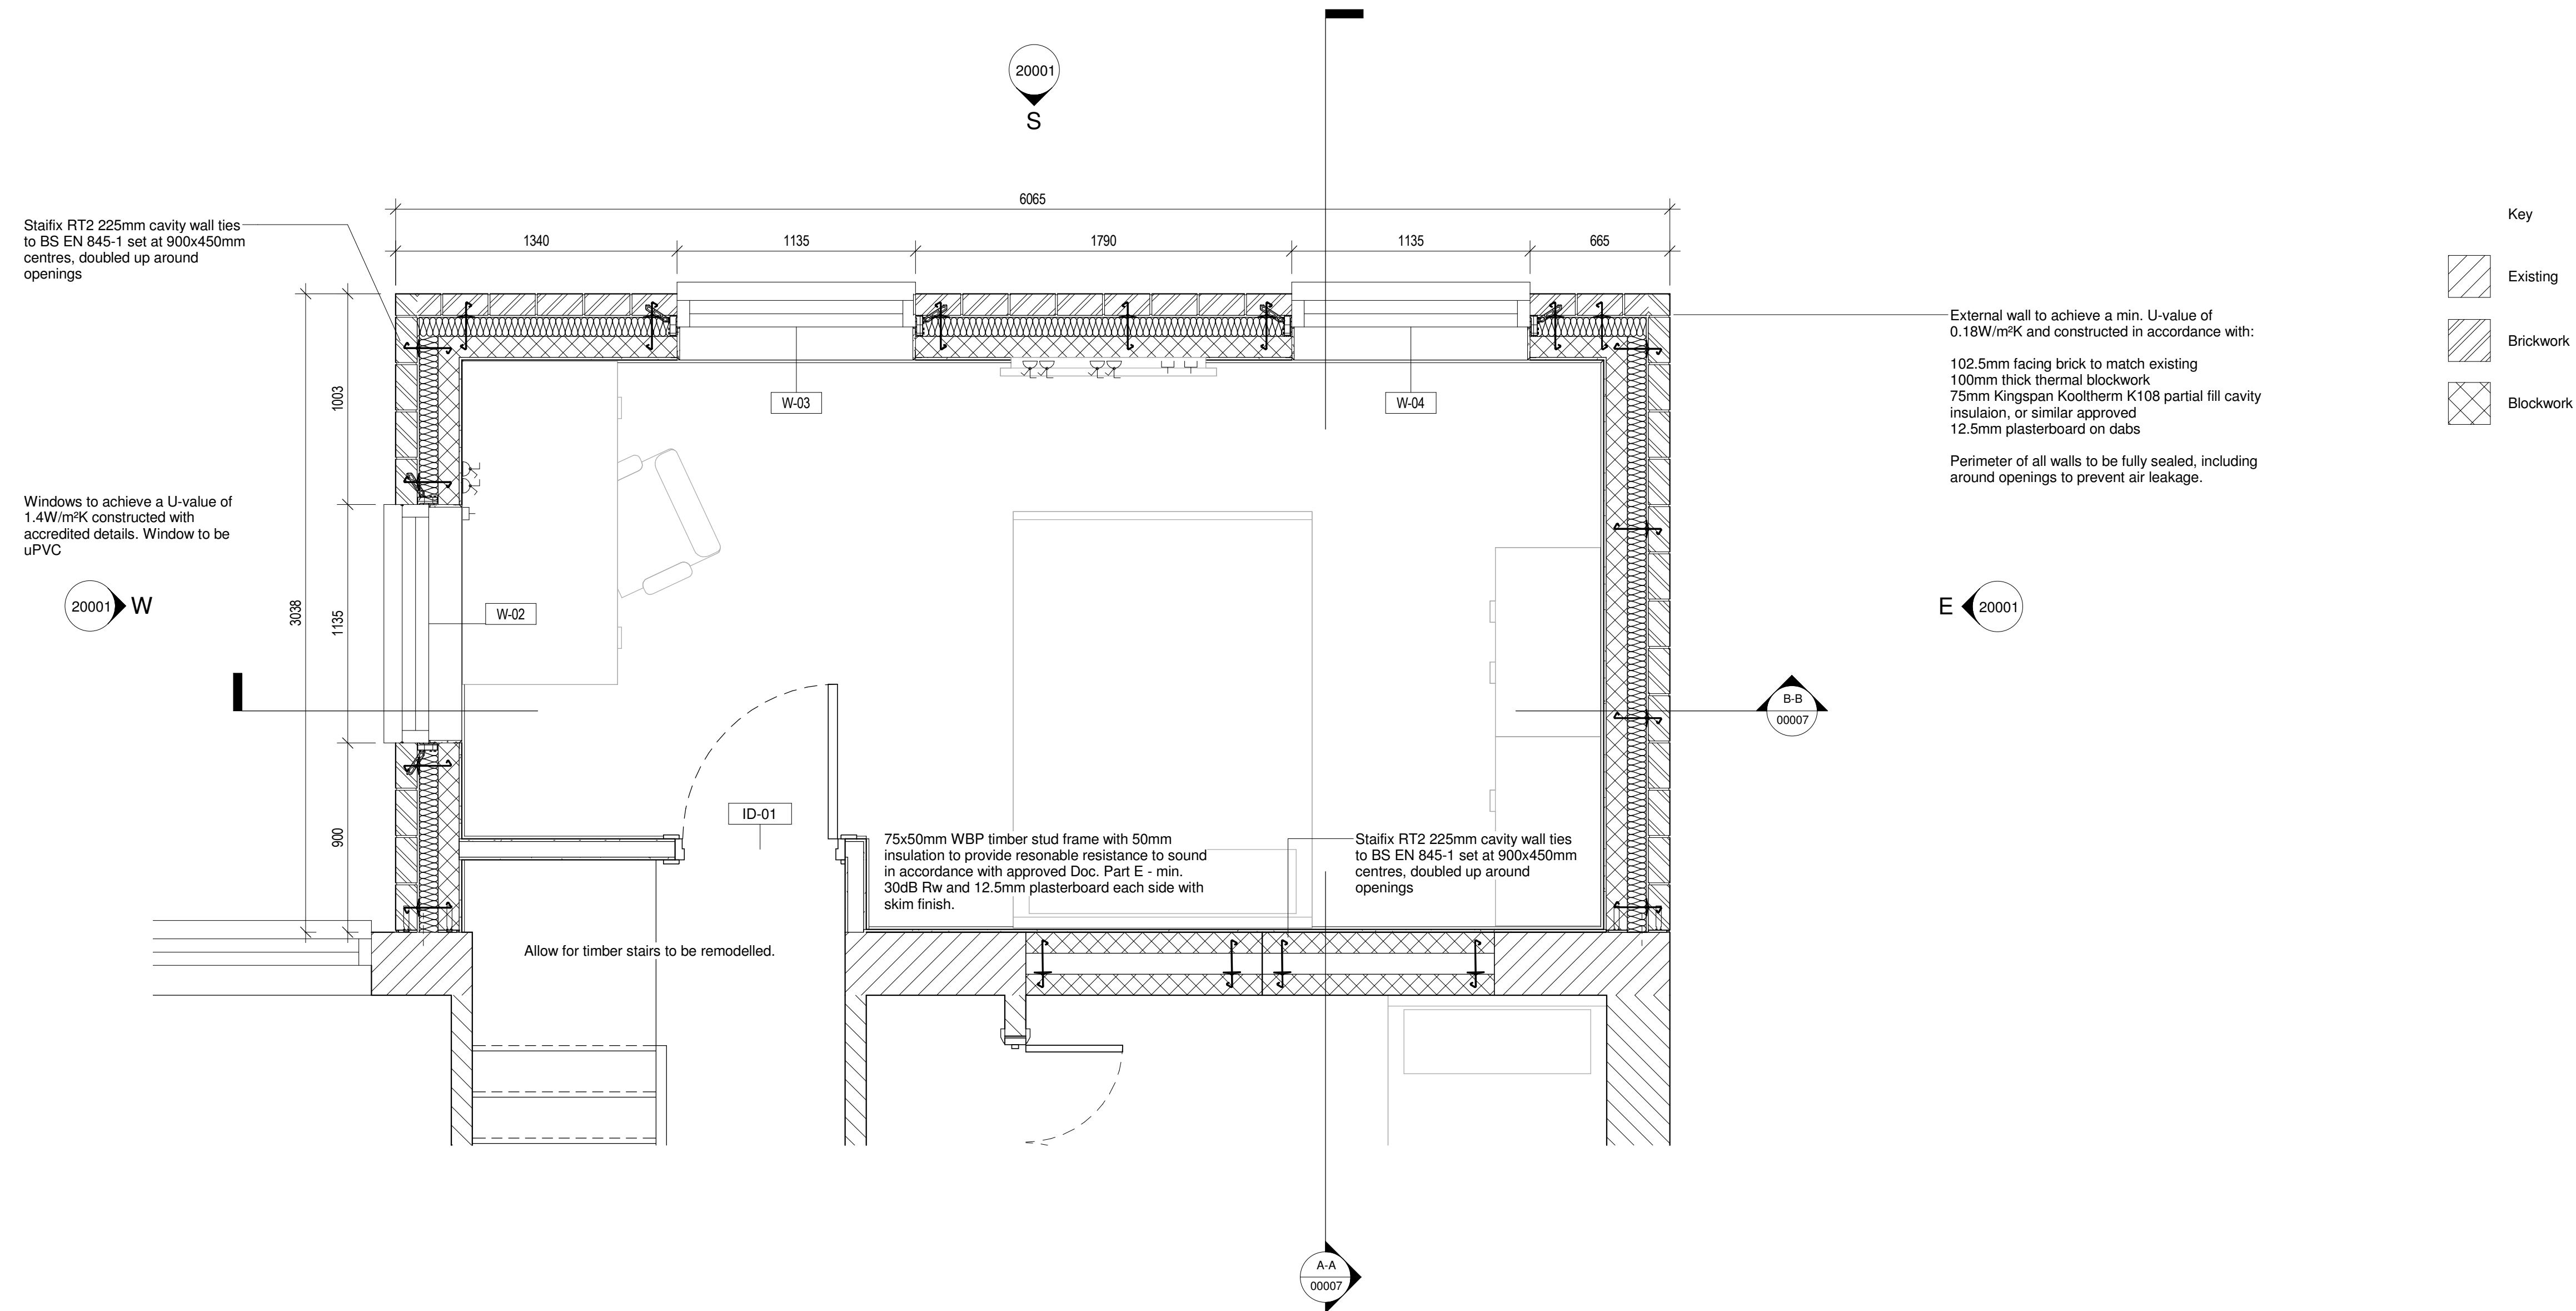 20001
S
6065
1340
1135
1790
1135
665
Staifix RT2 225mm cavity wall ties
to BS EN 845-1 set at 900x450mm
centres, doubled up around
openings
Key
Existing
Brickwork
Blockwork
External wall to achieve a min. U-value of
0.18W/m²K and constructed in accordance with:
102.5mm facing brick to match existing
100mm thick thermal blockwork
75mm Kingspan Kooltherm K108 partial fill cavity
insulaion, or similar approved
12.5mm plasterboard on dabs
Perimeter of all walls to be fully sealed, including
around openings to prevent air leakage.
W-03
W-04
1003
Windows to achieve a U-value of
1.4W/m²K constructed with
accredited details. Window to be
uPVC
20001
W
3038
1135
W-02
E
20001
B-B
00007
900
ID-01
75x50mm WBP timber stud frame with 50mm
insulation to provide resonable resistance to sound
in accordance with approved Doc. Part E - min.
30dB Rw and 12.5mm plasterboard each side with
skim finish.
Staifix RT2 225mm cavity wall ties
to BS EN 845-1 set at 900x450mm
centres, doubled up around
openings
Allow for timber stairs to be remodelled.
A-A
00007